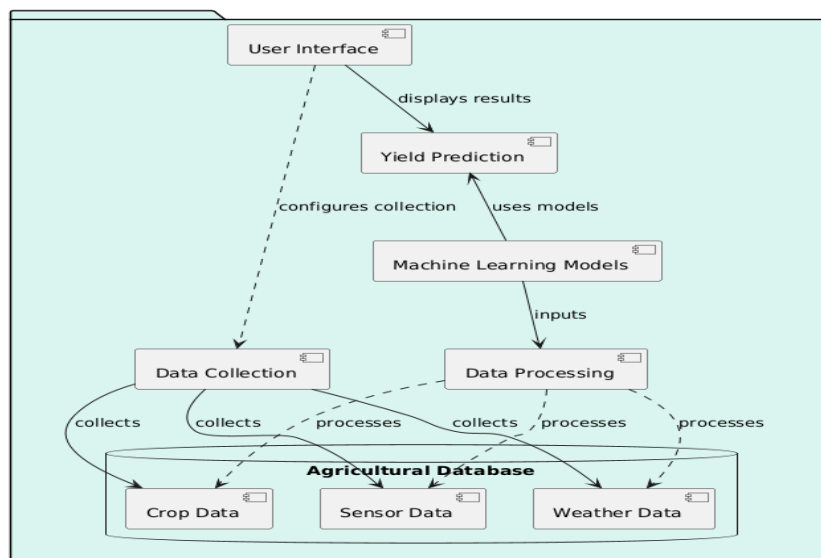 User Interface
displays results
Yield Prediction
configures collection
uses models
Machine Learning Models
inputs
Data Collection
Data Processing
collects
collects
processes
collects
processes
processes
Agricultural Database
Crop Data
Sensor Data
Weather Data